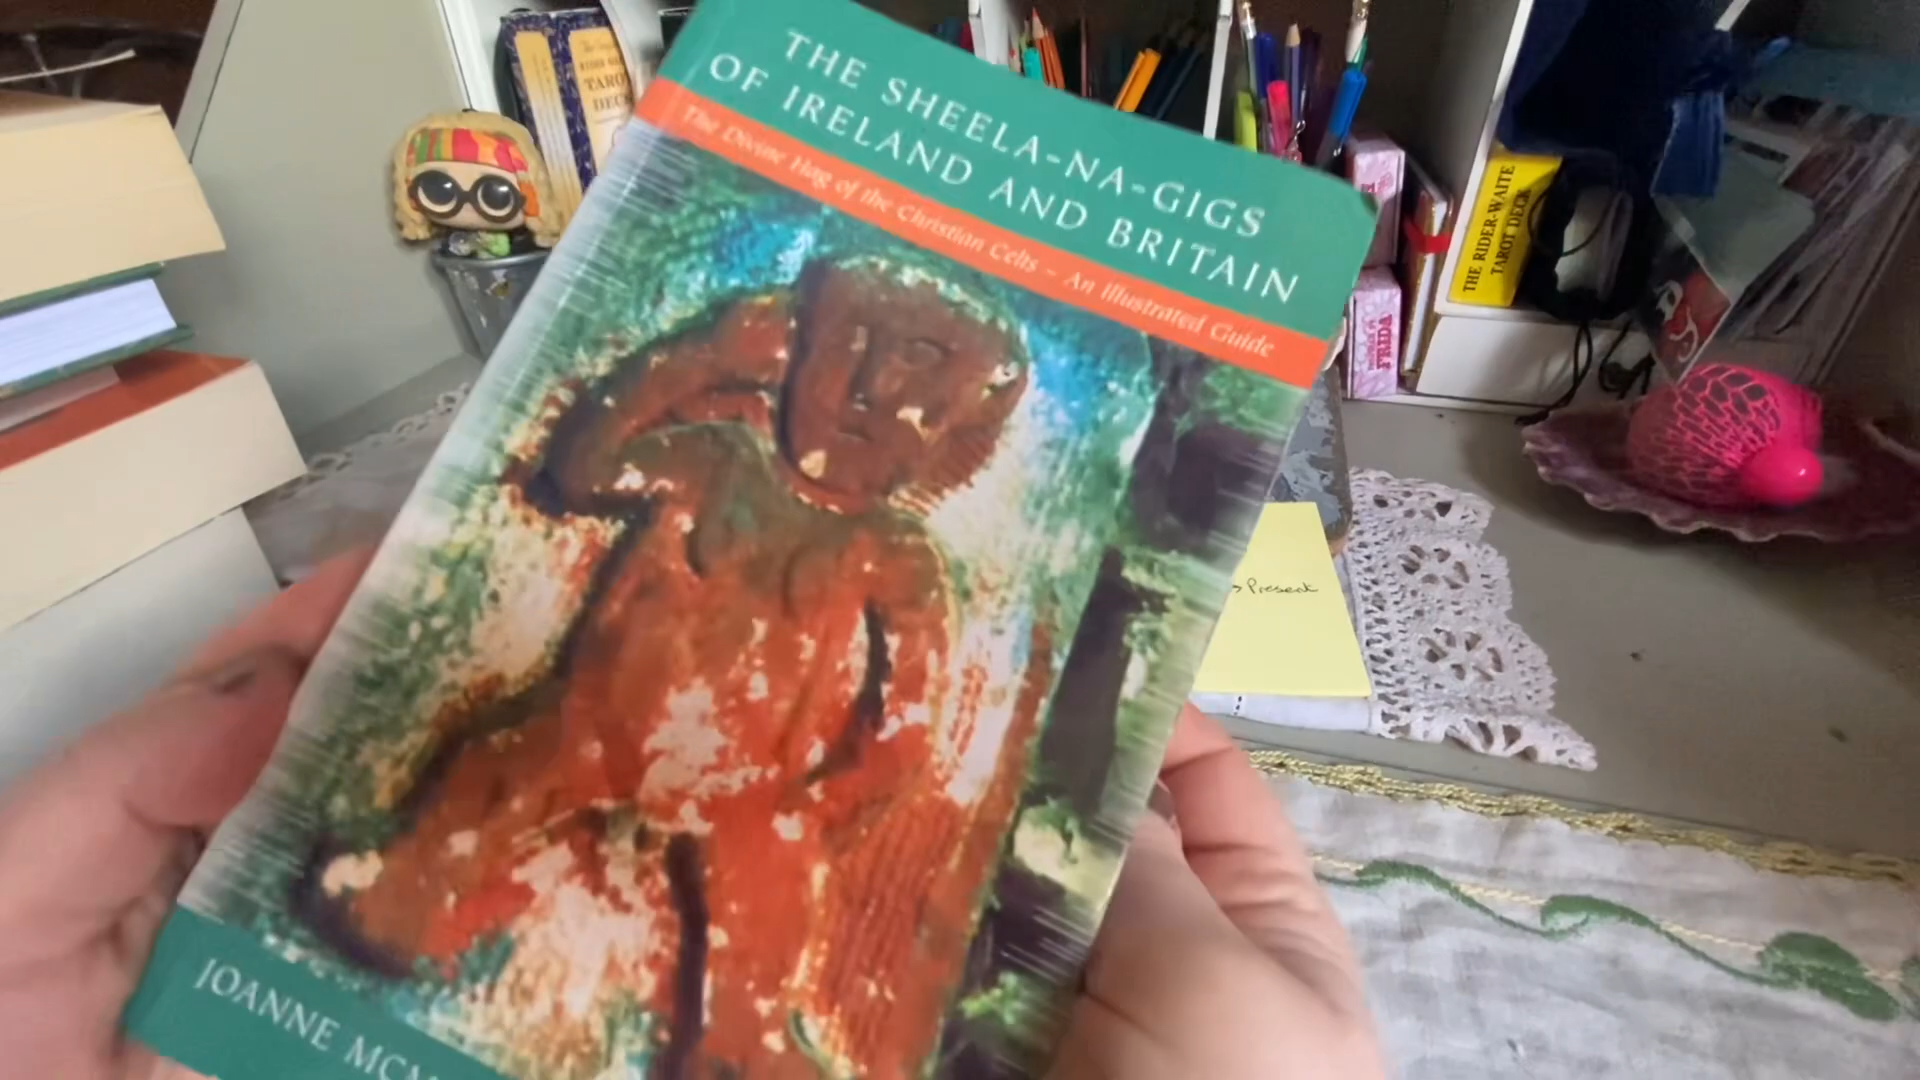 THE SHEELA-NA-GIGS
OF IRELAND AND BRITAIN
The Divine Hag of the Christian Celts – An Illustrated Guide
JOANNE
TAROT
DECK
THE RIDER-WAITE
TAROT DECK
FRIDA
Present